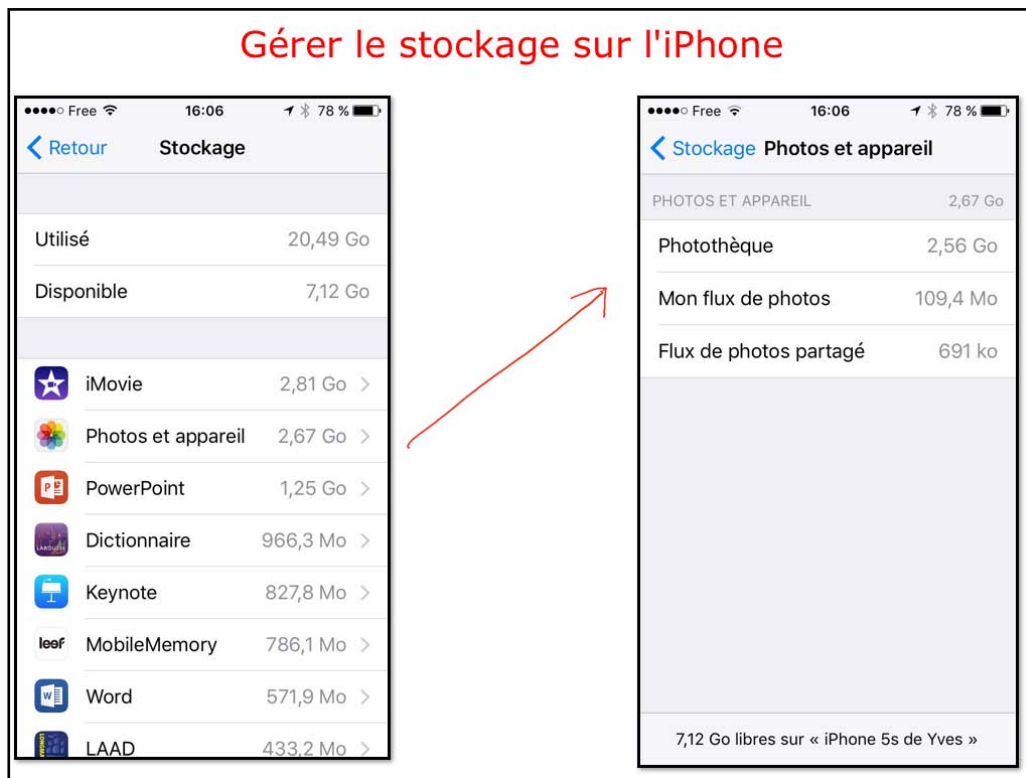 Gérer le stockage sur l'iPhone
Free 16:06 78 %
Retour Stockage
Utilisé 20,49 Go
Disponible 7,12 Go
iMovie 2,81 Go
Photos et appareil 2,67 Go
PowerPoint 1,25 Go
LAROUSSE Dictionnaire 966,3 Mo
Keynote 827,8 Mo
leef MobileMemory 786,1 Mo
W Word 571,9 Mo
LAAD 433,2 Mo
Free 16:06 78 %
Stockage Photos et appareil
PHOTOS ET APPAREIL 2,67 Go
Photothèque 2,56 Go
Mon flux de photos 109,4 Mo
Flux de photos partagé 691 ko
7,12 Go libres sur « iPhone 5s de Yves »